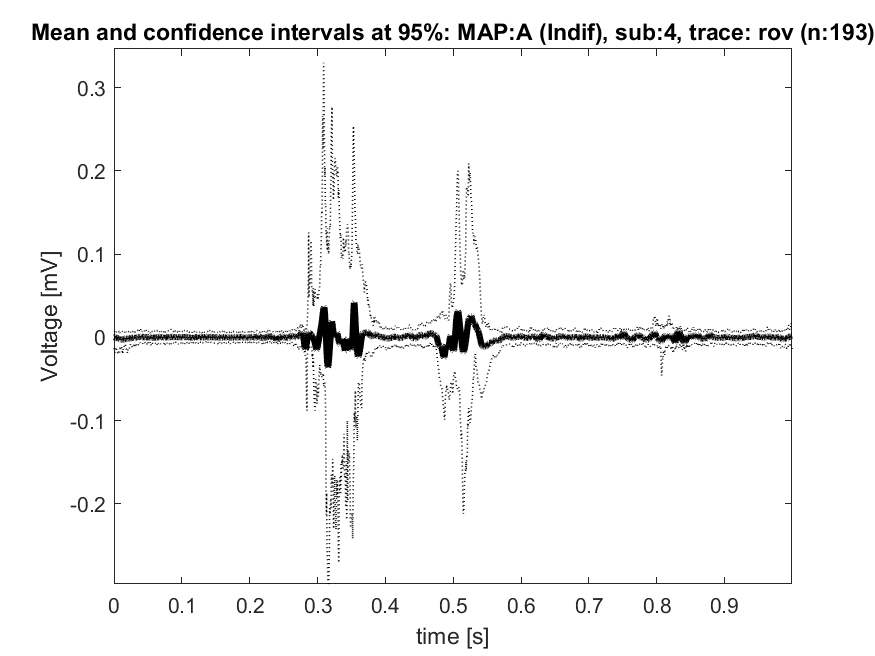 Mean and confidence intervals at 95%: MAP:A (Indif), sub:4, trace: rov (n:193)
0.3
0.2
0.1
0
-0.1
-0.2
Voltage [mV]
0 0.1 0.2 0.3 0.4 0.5 0.6 0.7 0.8 0.9
time [s]